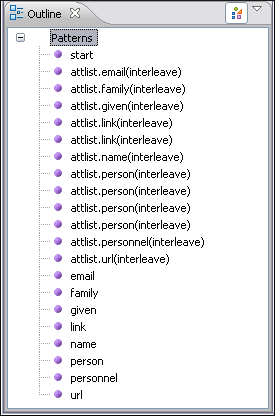 Outline
Patterns
start
attlist.email(interleave)
attlist.family(interleave)
attlist.given(interleave)
attlist.link(interleave)
attlist.link(interleave)
attlist.name(interleave)
attlist.person(interleave)
attlist.person(interleave)
attlist.person(interleave)
attlist.person(interleave)
attlist.personnel(interleave)
attlist.url(interleave)
email
family
given
link
name
person
personnel
url